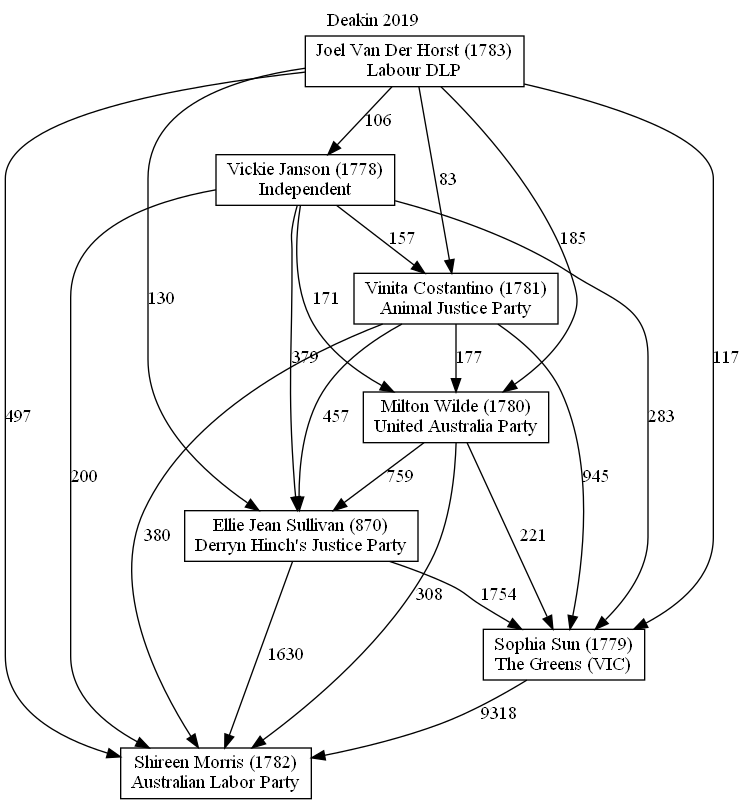 Deakin 2019
Joel Van Der Horst (1783)
Labour DLP
106
Vickie Janson (1778)
Independent
83
185
157
Vinita Costantino (1781)
Animal Justice Party
130
171
379
177
117
Milton Wilde (1780)
United Australia Party
497
457
283
200
759
945
Ellie Jean Sullivan (870)
Derryn Hinch's Justice Party
380
221
308
1754
Sophia Sun (1779)
The Greens (VIC)
1630
9318
Shireen Morris (1782)
Australian Labor Party